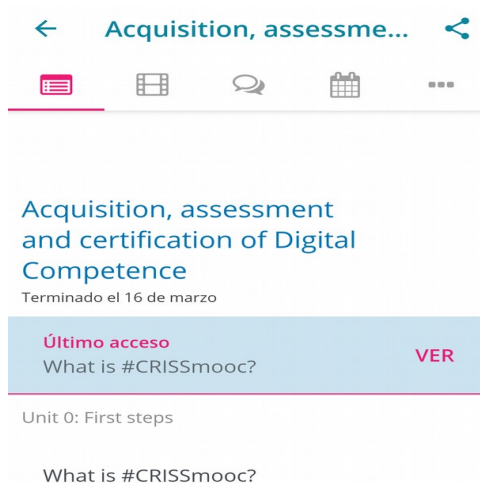 Acquisition, assessme...
Acquisition, assessment
and certification of Digital
Competence
Terminado el 16 de marzo
Último acceso
What is #CRISSmooc?
VER
Unit 0: First steps
What is #CRISSmooc?